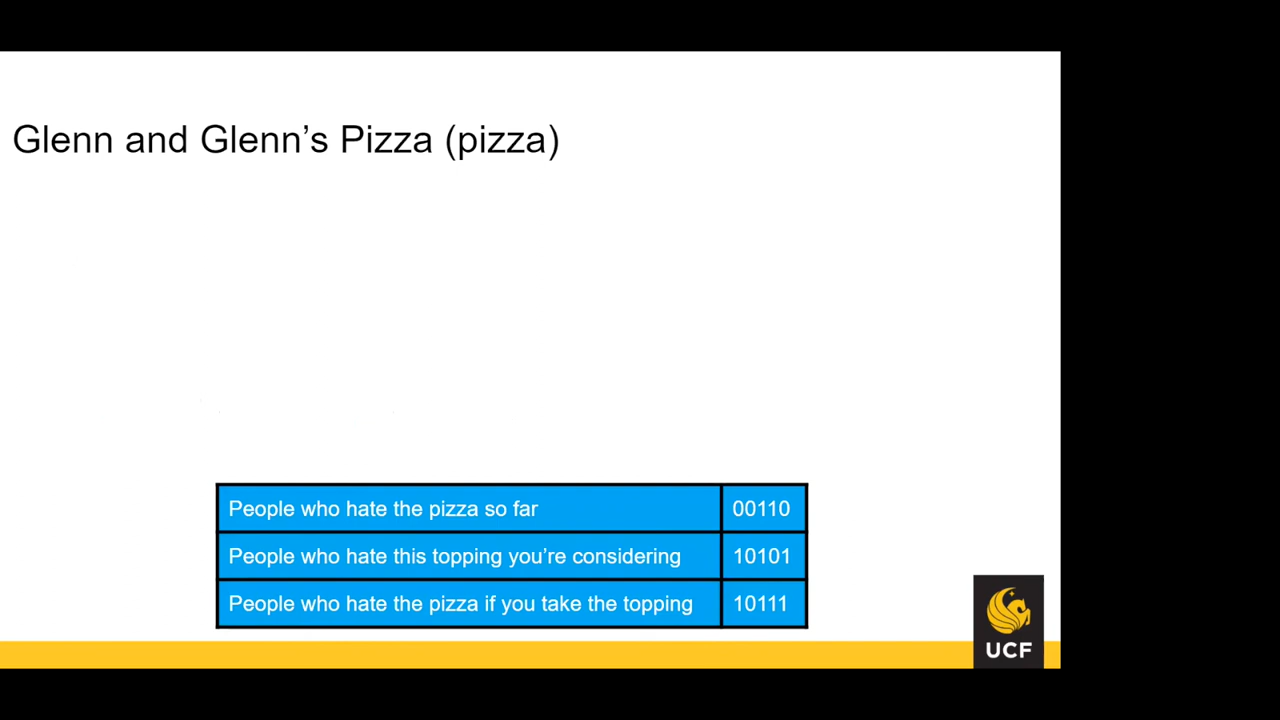 Glenn and Glenn’s Pizza (pizza)
People who hate the pizza so far 00110
People who hate this topping you’re considering 10101
People who hate the pizza if you take the topping 10111
UCF